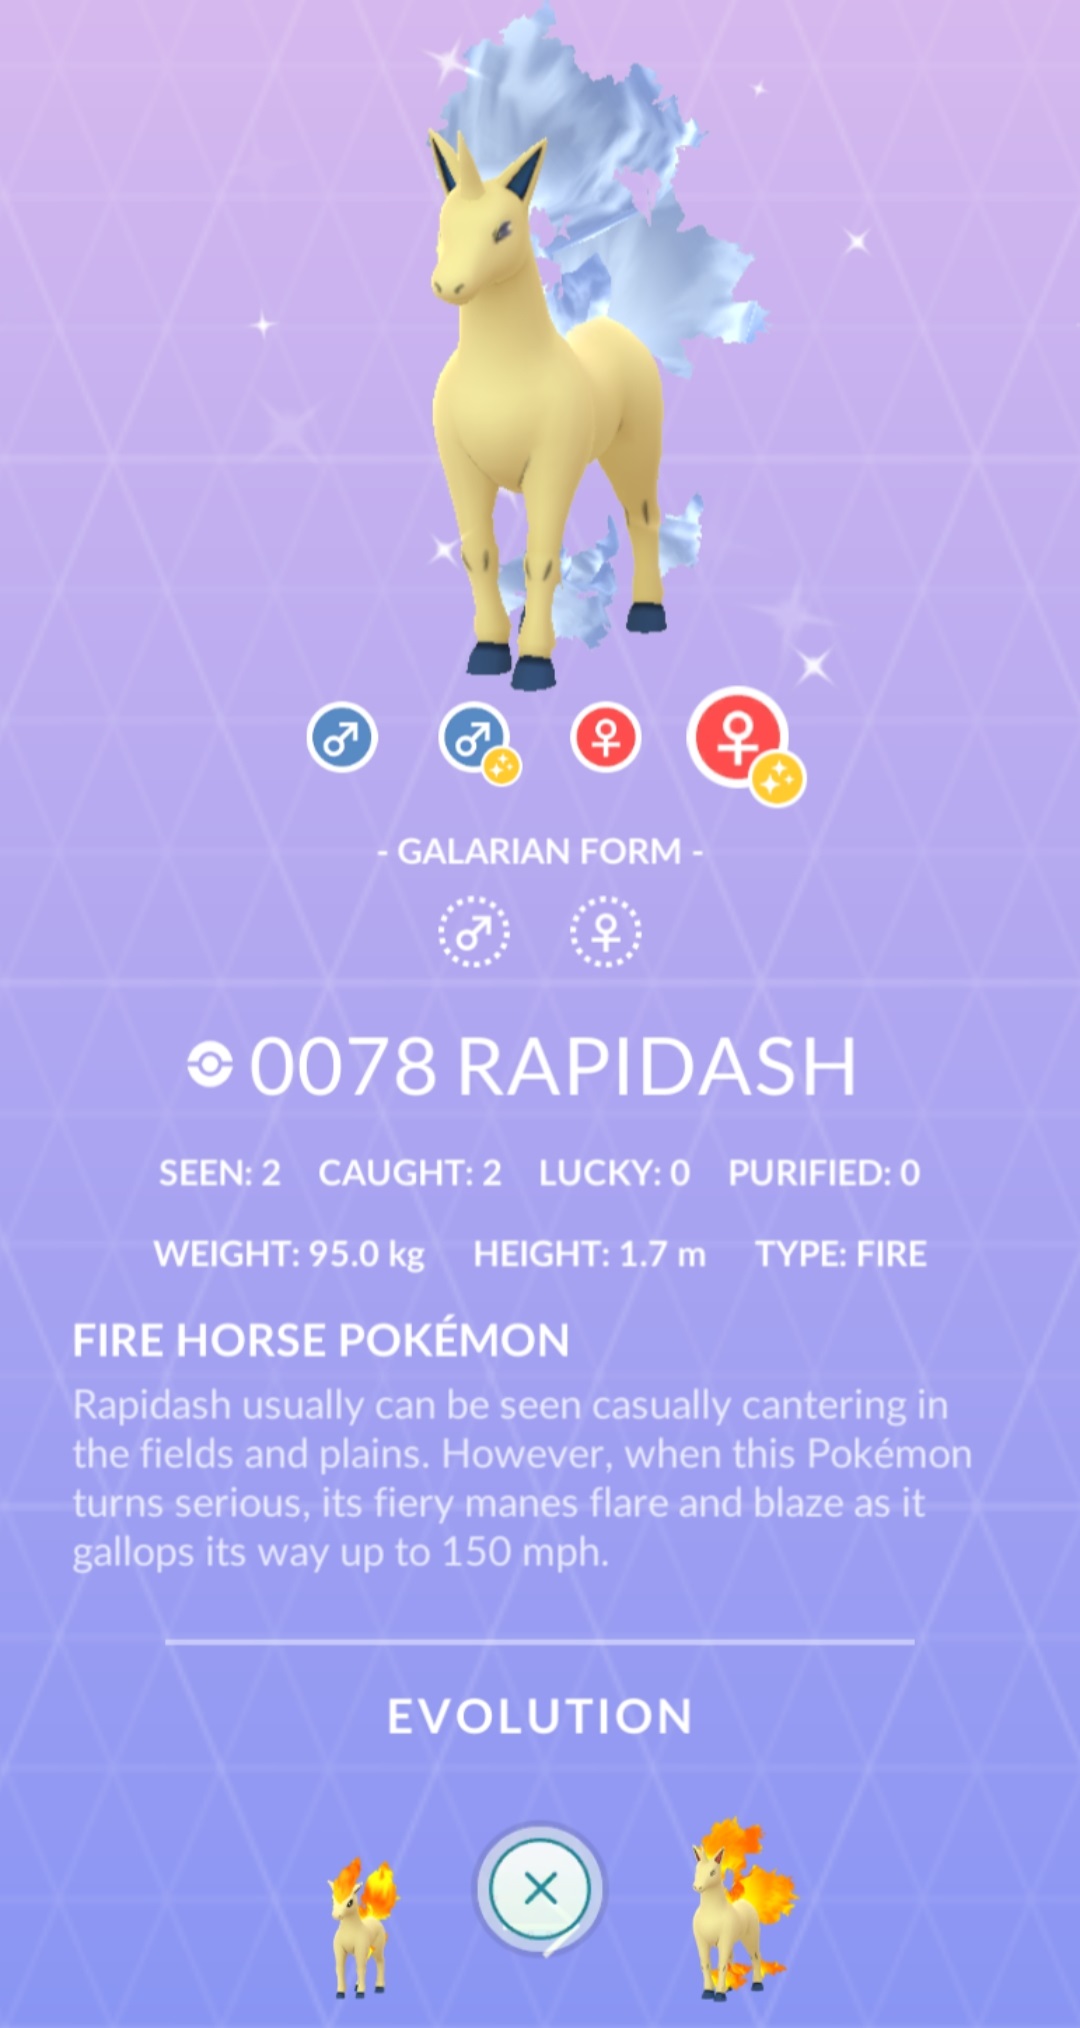 - GALARIAN FORM -
0078 RAPIDASH
SEEN: 2 CAUGHT: 2 LUCKY: 0 PURIFIED: 0
WEIGHT: 95.0 kg HEIGHT: 1.7 m TYPE: FIRE
FIRE HORSE POKÉMON
Rapidash usually can be seen casually cantering in
the fields and plains. However, when this Pokémon
turns serious, its fiery manes flare and blaze as it
gallops its way up to 150 mph.
EVOLUTION